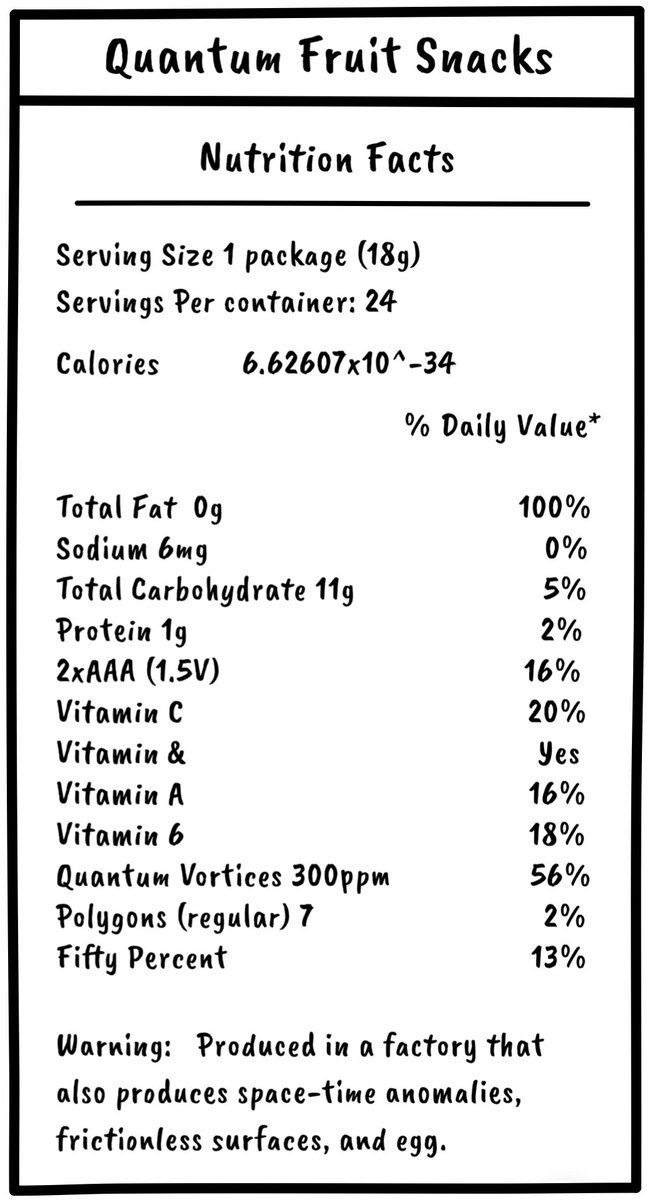 Quantum Fruit Snacks
Nutrition Facts
Serving Size 1 package (18g)
Servings Per container: 24
Calories 6.62607x10^-34
% Daily Value*
Total Fat 0g 100%
Sodium 6mg 0%
Total Carbohydrate 11g 5%
Protein 1g 2%
2xAAA (1.5V) 16%
Vitamin C 20%
Vitamin & Yes
Vitamin A 16%
Vitamin 6 18%
Quantum Vortices 300ppm 56%
Polygons (regular) 7 2%
Fifty Percent 13%
Warning: Produced in a factory that
also produces space-time anomalies,
frictionless surfaces, and egg.